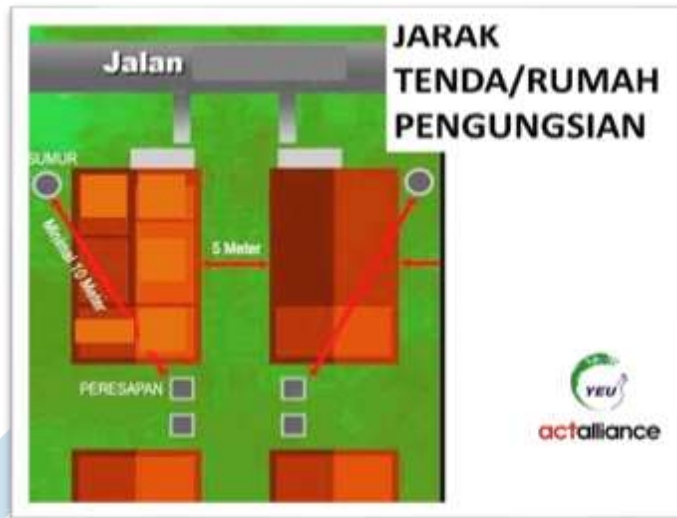 JARAK
TENDA/RUMAH
PENGUNGSIAN
Jalan
SUMUR
Minimal 10 Meter
5 Meter
PERESAPAN
YEU
actalliance